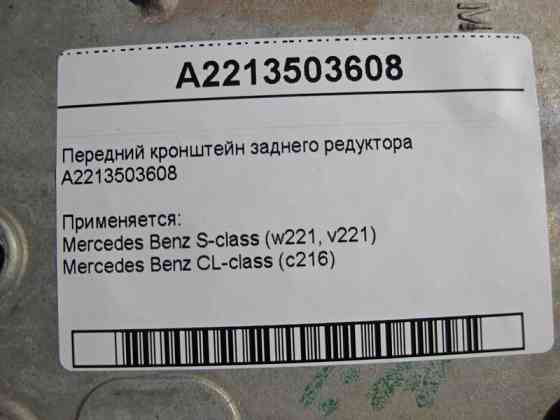 A2213503608
Передний кронштейн заднего редуктора
A2213503608
Применяется:
Mercedes Benz S-class (w221, v221)
Mercedes Benz CL-class (c216)